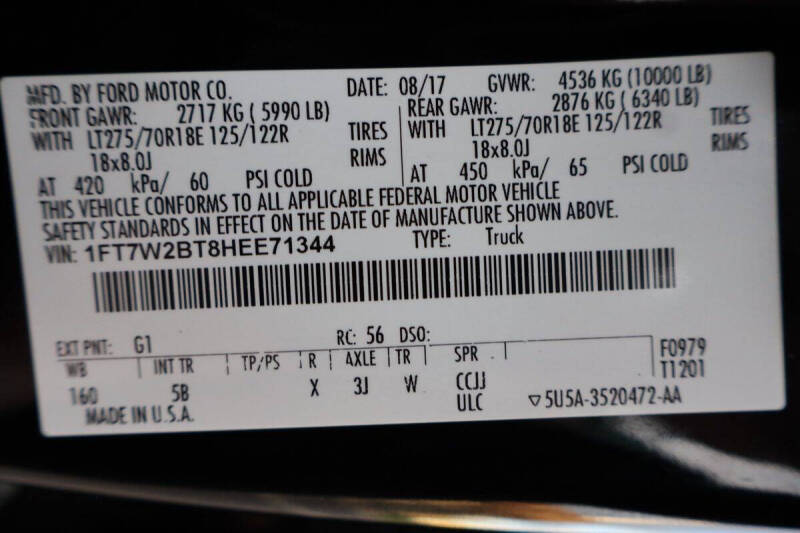 MFD. BY FORD MOTOR CO. DATE: 08/17 GVWR: 4536 KG (10000 LB)
FRONT GAWR: 2717 KG ( 5990 LB) REAR GAWR: 2876 KG ( 6340 LB)
WITH LT275/70R18E 125/122R TIRES WITH LT275/70R18E 125/122R TIRES
18x8.0J RIMS 18x8.0J RIMS
AT 420 kPa/ 60 PSI COLD AT 450 kPa/ 65 PSI COLD
THIS VEHICLE CONFORMS TO ALL APPLICABLE FEDERAL MOTOR VEHICLE
SAFETY STANDARDS IN EFFECT ON THE DATE OF MANUFACTURE SHOWN ABOVE.
VIN: 1FT7W2BT8HEE71344 TYPE: Truck
EXT PNT: G1 RC: 56 DSO: F0979
WB INT TR TP/PS R AXLE TR SPR T1201
160 5B X 3J W CCJJ
ULC ▽5U5A-3520472-AA
MADE IN U.S.A.